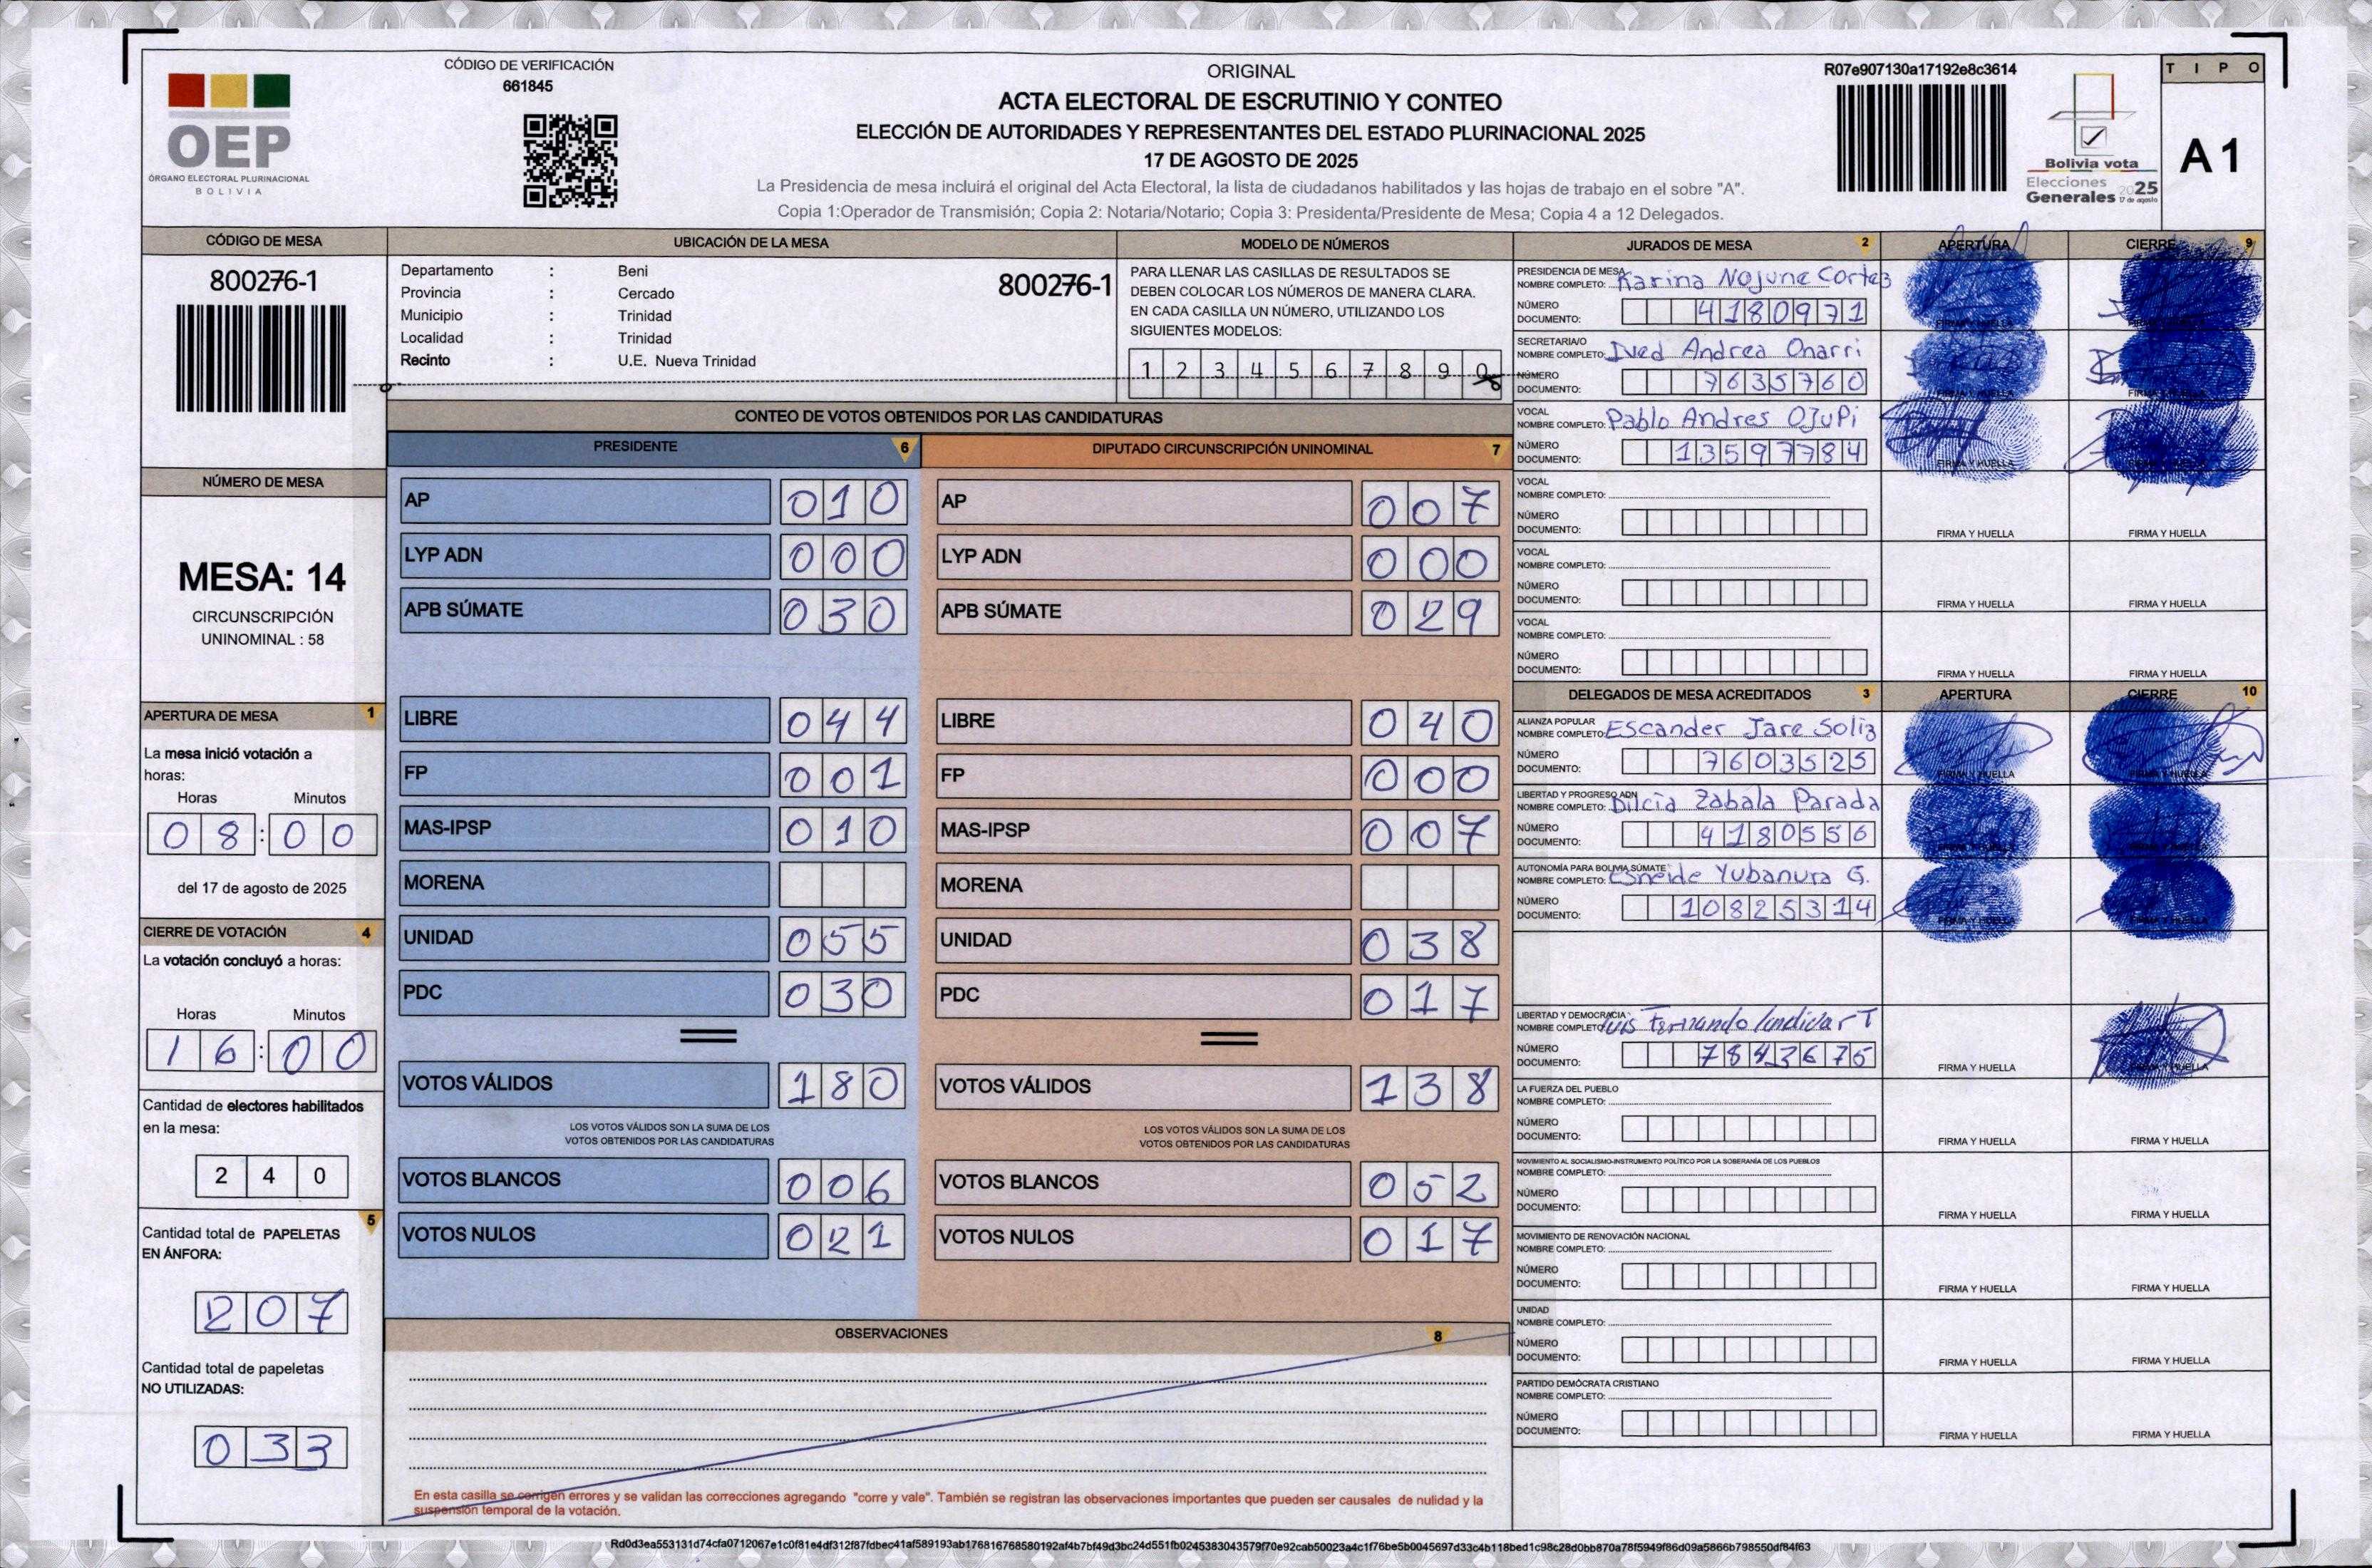 CÓDIGO DE VERIFICACIÓN
661845
OEP
ÓRGANO ELECTORAL PLURINACIONAL
BOLIVIA
ORIGINAL
ACTA ELECTORAL DE ESCRUTINIO Y CONTEO
ELECCIÓN DE AUTORIDADES Y REPRESENTANTES DEL ESTADO PLURINACIONAL 2025
17 DE AGOSTO DE 2025
La Presidencia de mesa incluirá el original del Acta Electoral, la lista de ciudadanos habilitados y las hojas de trabajo en el sobre "A".
Copia 1:Operador de Transmisión; Copia 2: Notaria/Notario; Copia 3: Presidenta/Presidente de Mesa; Copia 4 a 12 Delegados.
R07e907130a17192e8c3614
Bolivia vota
Elecciones
Generales 2025
17 de agosto
TIPO
A 1
CÓDIGO DE MESA
800276-1
NÚMERO DE MESA
MESA: 14
CIRCUNSCRIPCIÓN
UNINOMINAL : 58
APERTURA DE MESA 1
La mesa inició votación a
horas:
Horas Minutos
08:00
del 17 de agosto de 2025
CIERRE DE VOTACIÓN 4
La votación concluyó a horas:
Horas Minutos
16:00
Cantidad de electores habilitados
en la mesa:
240
5
Cantidad total de PAPELETAS
EN ÁNFORA:
207
Cantidad total de papeletas
NO UTILIZADAS:
033
UBICACIÓN DE LA MESA
Departamento : Beni
800276-1
Provincia : Cercado
Municipio : Trinidad
Localidad : Trinidad
Recinto : U.E. Nueva Trinidad
MODELO DE NÚMEROS
PARA LLENAR LAS CASILLAS DE RESULTADOS SE
DEBEN COLOCAR LOS NÚMEROS DE MANERA CLARA.
EN CADA CASILLA UN NÚMERO, UTILIZANDO LOS
SIGUIENTES MODELOS:
1 2 3 4 5 6 7 8 9 0
CONTEO DE VOTOS OBTENIDOS POR LAS CANDIDATURAS
PRESIDENTE 6 DIPUTADO CIRCUNSCRIPCIÓN UNINOMINAL 7
AP 010 AP 007
LYP ADN 000 LYP ADN 000
APB SÚMATE 030 APB SÚMATE 029
LIBRE 044 LIBRE 040
FP 001 FP 000
MAS-IPSP 010 MAS-IPSP 007
MORENA MORENA
UNIDAD 055 UNIDAD 038
PDC 030 PDC 017
VOTOS VÁLIDOS 180 VOTOS VÁLIDOS 138
LOS VOTOS VÁLIDOS SON LA SUMA DE LOS LOS VOTOS VÁLIDOS SON LA SUMA DE LOS
VOTOS OBTENIDOS POR LAS CANDIDATURAS VOTOS OBTENIDOS POR LAS CANDIDATURAS
VOTOS BLANCOS 006 VOTOS BLANCOS 052
VOTOS NULOS 021 VOTOS NULOS 017
OBSERVACIONES 8
En esta casilla se corrigen errores y se validan las correcciones agregando "corre y vale". También se registran las observaciones importantes que pueden ser causales de nulidad y la
suspensión temporal de la votación.
JURADOS DE MESA 2 APERTURA CIERRE 9
PRESIDENCIA DE MESA
NOMBRE COMPLETO: Karina Nojune Cortez
NÚMERO
DOCUMENTO: 4180971
FIRMA Y HUELLA
SECRETARIA/O
NOMBRE COMPLETO: Ived Andrea Onarri
NÚMERO
DOCUMENTO: 7635760
FIRMA Y HUELLA
VOCAL
NOMBRE COMPLETO: Pablo Andres OJuPi
NÚMERO
DOCUMENTO: 13597784
FIRMA Y HUELLA
VOCAL
NOMBRE COMPLETO:
NÚMERO
DOCUMENTO:
FIRMA Y HUELLA FIRMA Y HUELLA
VOCAL
NOMBRE COMPLETO:
NÚMERO
DOCUMENTO:
FIRMA Y HUELLA FIRMA Y HUELLA
VOCAL
NOMBRE COMPLETO:
NÚMERO
DOCUMENTO:
FIRMA Y HUELLA FIRMA Y HUELLA
DELEGADOS DE MESA ACREDITADOS 3 APERTURA CIERRE 10
ALIANZA POPULAR
NOMBRE COMPLETO: Escander Jare Soliz
NÚMERO
DOCUMENTO: 7603525
FIRMA Y HUELLA FIRMA Y HUELLA
LIBERTAD Y PROGRESO ADN
NOMBRE COMPLETO: Dilcia Zabala Parada
NÚMERO
DOCUMENTO: 4180556
AUTONOMÍA PARA BOLIVIA SÚMATE
NOMBRE COMPLETO: Esneide Yubanura G.
NÚMERO
DOCUMENTO: 10825314
FIRMA Y HUELLA
LIBERTAD Y DEMOCRACIA
NOMBRE COMPLETO: Luis Fernando T
NÚMERO
DOCUMENTO: 7843675
FIRMA Y HUELLA FIRMA Y HUELLA
LA FUERZA DEL PUEBLO
NOMBRE COMPLETO:
NÚMERO
DOCUMENTO:
FIRMA Y HUELLA FIRMA Y HUELLA
MOVIMIENTO AL SOCIALISMO-INSTRUMENTO POLÍTICO POR LA SOBERANÍA DE LOS PUEBLOS
NOMBRE COMPLETO:
NÚMERO
DOCUMENTO:
FIRMA Y HUELLA FIRMA Y HUELLA
MOVIMIENTO DE RENOVACIÓN NACIONAL
NOMBRE COMPLETO:
NÚMERO
DOCUMENTO:
FIRMA Y HUELLA FIRMA Y HUELLA
UNIDAD
NOMBRE COMPLETO:
NÚMERO
DOCUMENTO:
FIRMA Y HUELLA FIRMA Y HUELLA
PARTIDO DEMÓCRATA CRISTIANO
NOMBRE COMPLETO:
NÚMERO
DOCUMENTO:
FIRMA Y HUELLA FIRMA Y HUELLA